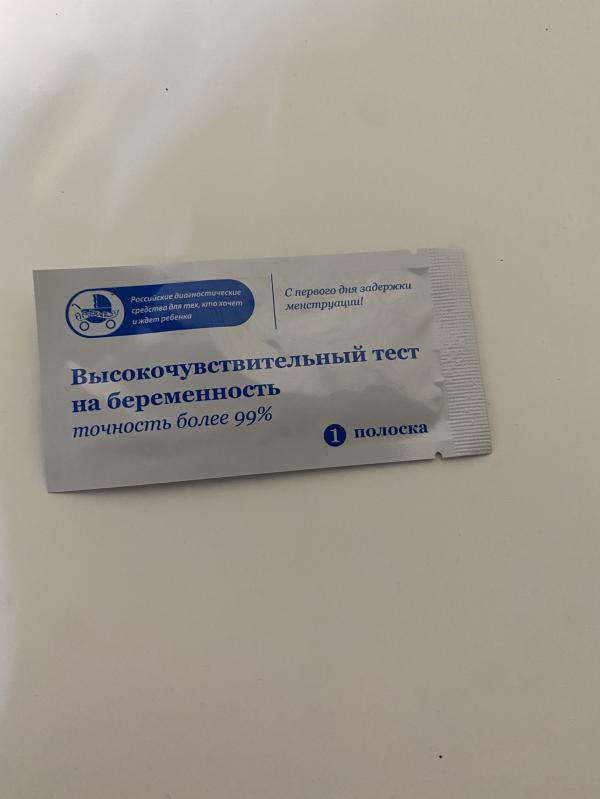 Российские диагностические
средства для тех, кто хочет
и ждет ребенка
С первого дня задержки
менструации!
Высокочувствительный тест
на беременность
точность более 99%
1 полоска